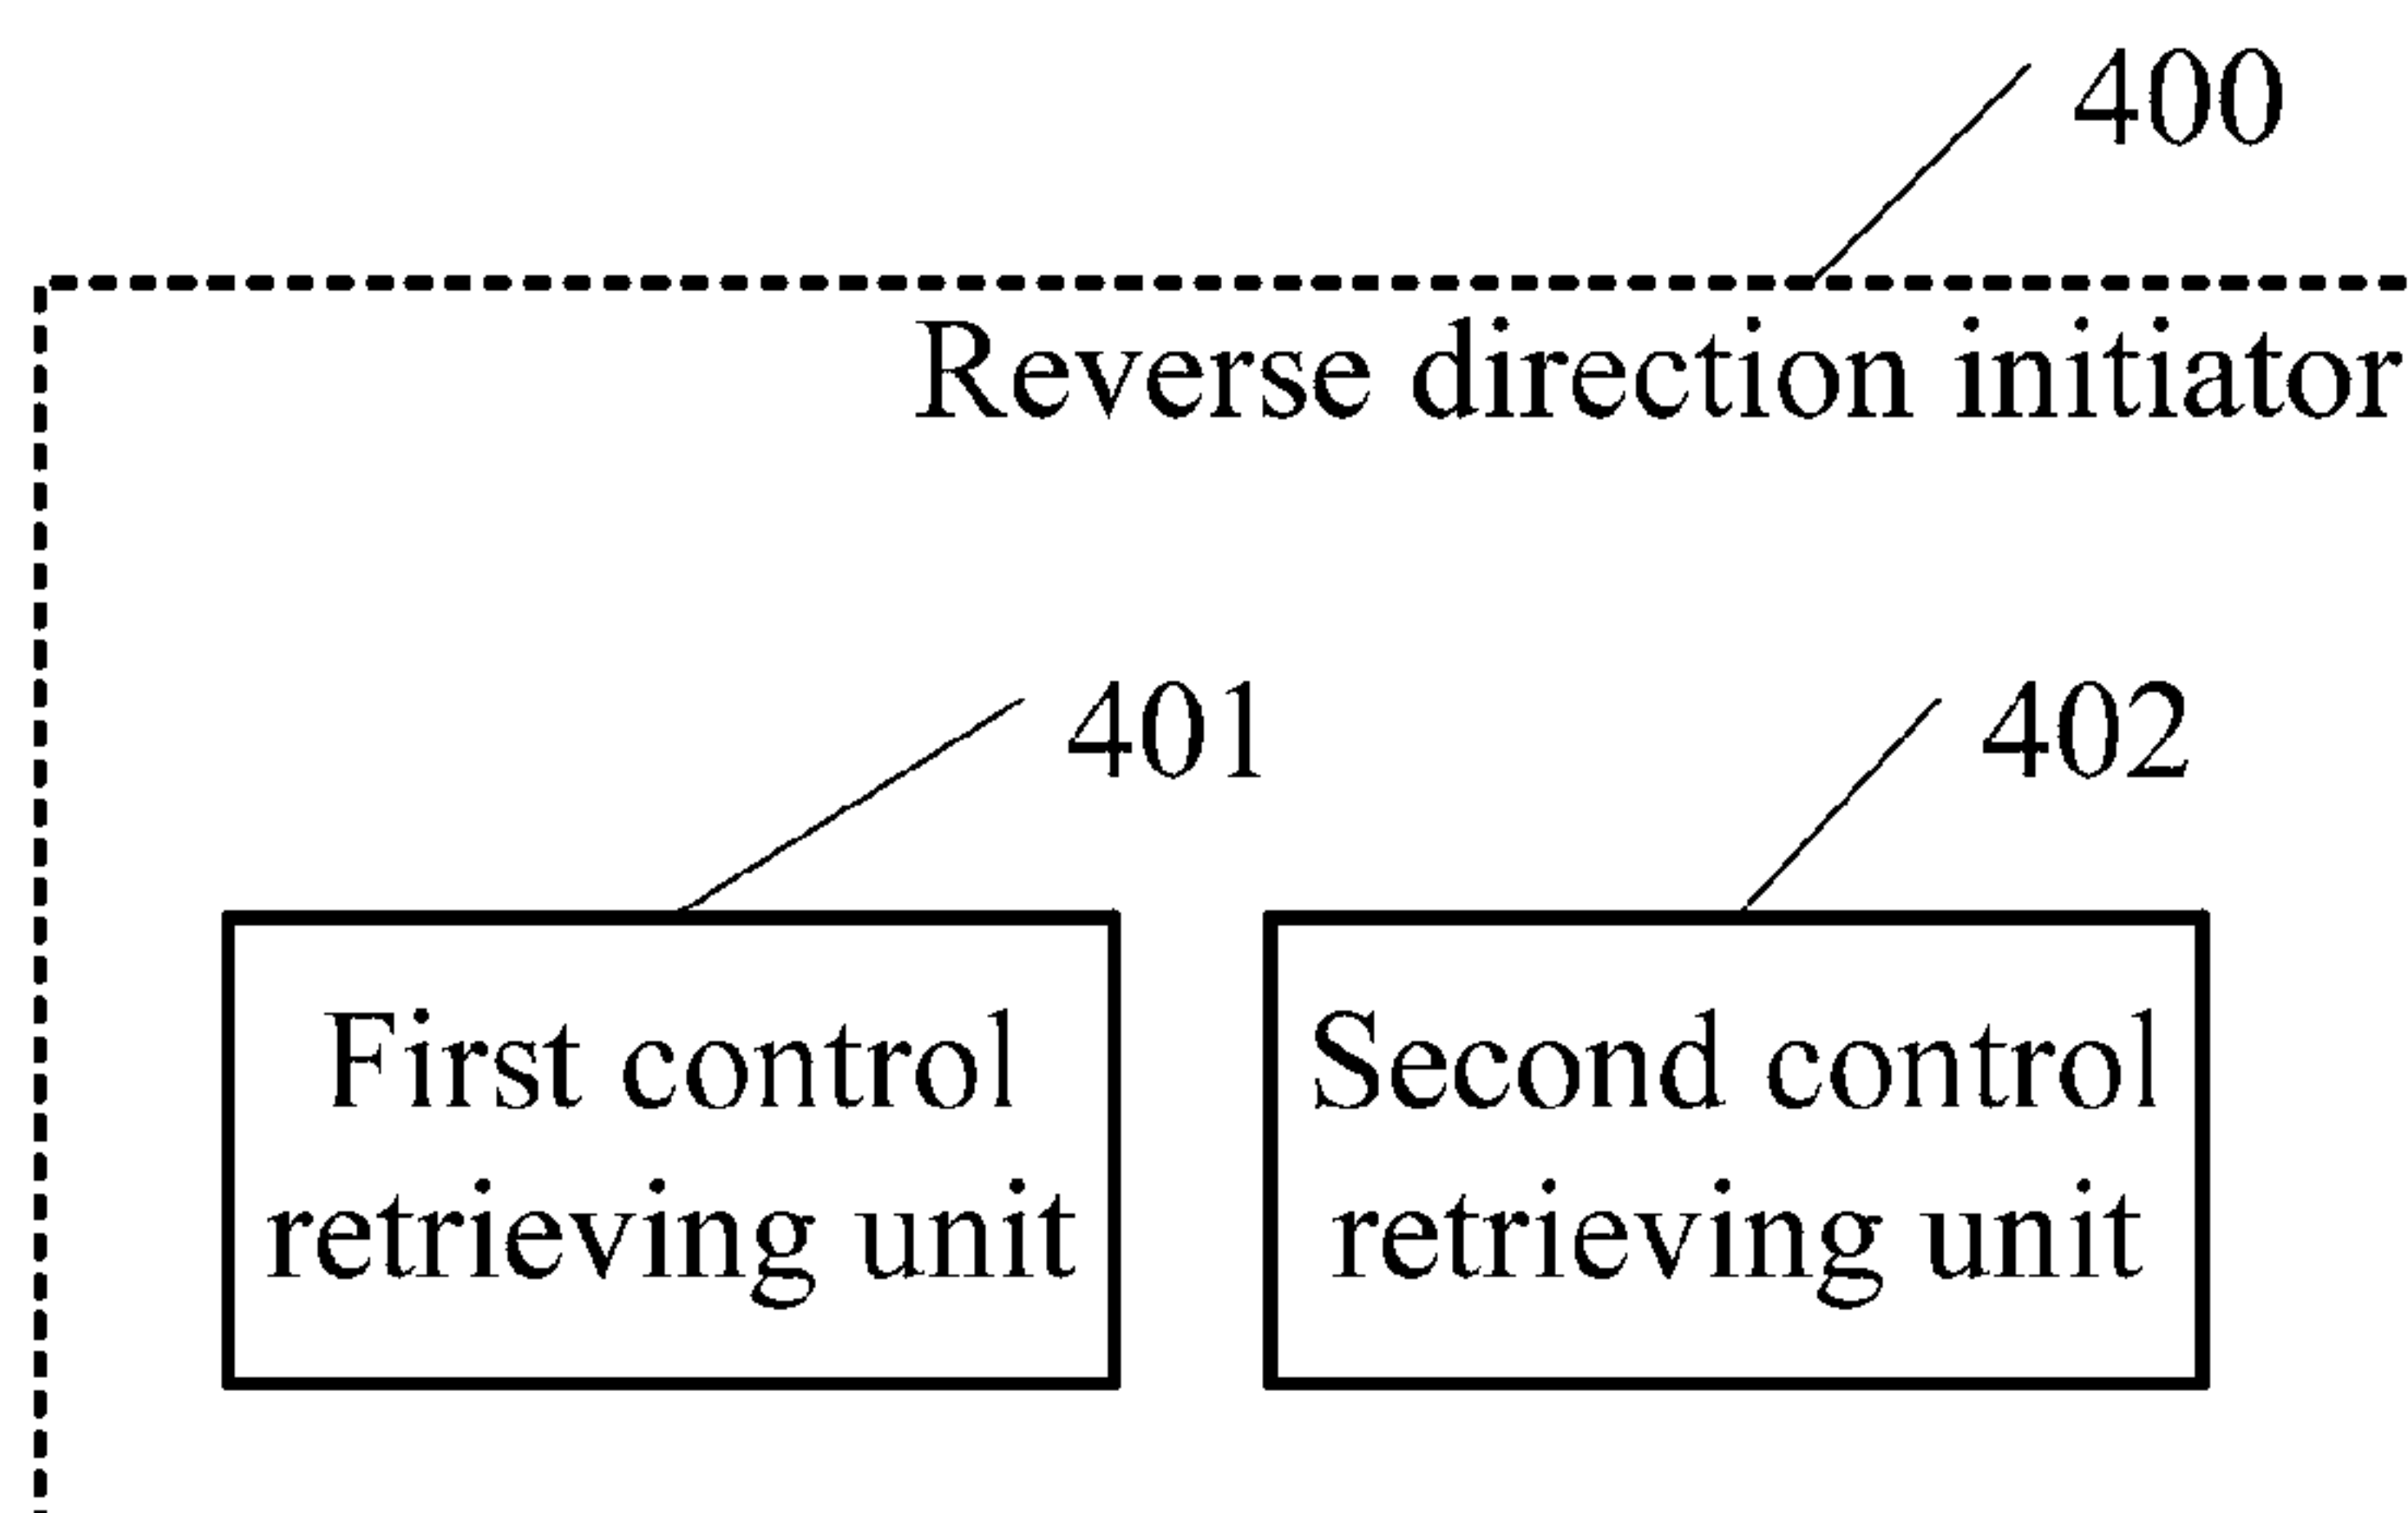 400
Reverse direction initiator
401
402
First control
retrieving unit
Second control
retrieving unit